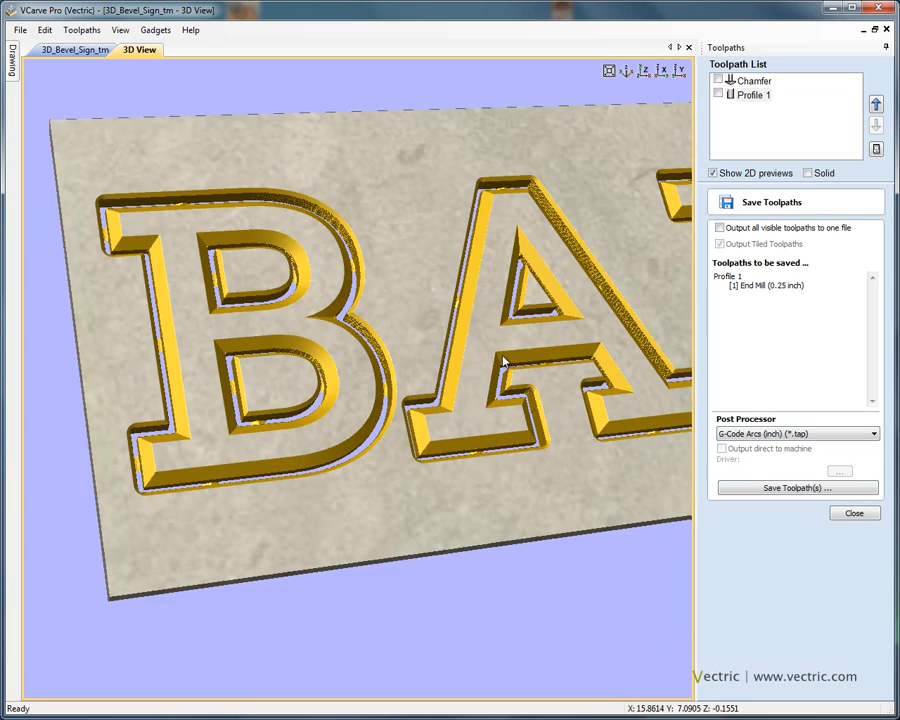 VCarve Pro (Vectric) - [3D_Bevel_Sign_tm - 3D View]
File Edit Toolpaths View Gadgets Help
3D_Bevel_Sign_tm 3D View
Drawing
BA
X: 15.8614 Y: 7.0905 Z: -0.1551
Ready
Toolpaths
Toolpath List
Chamfer
Profile 1
Show 2D previews Solid
Save Toolpaths
Output all visible toolpaths to one file
Output Tiled Toolpaths
Toolpaths to be saved ...
Profile 1
[1] End Mill (0.25 inch)
Post Processor
G-Code Arcs (inch) (*.tap)
Output direct to machine
Driver:
...
Save Toolpath(s) ...
Close
Vectric | www.vectric.com